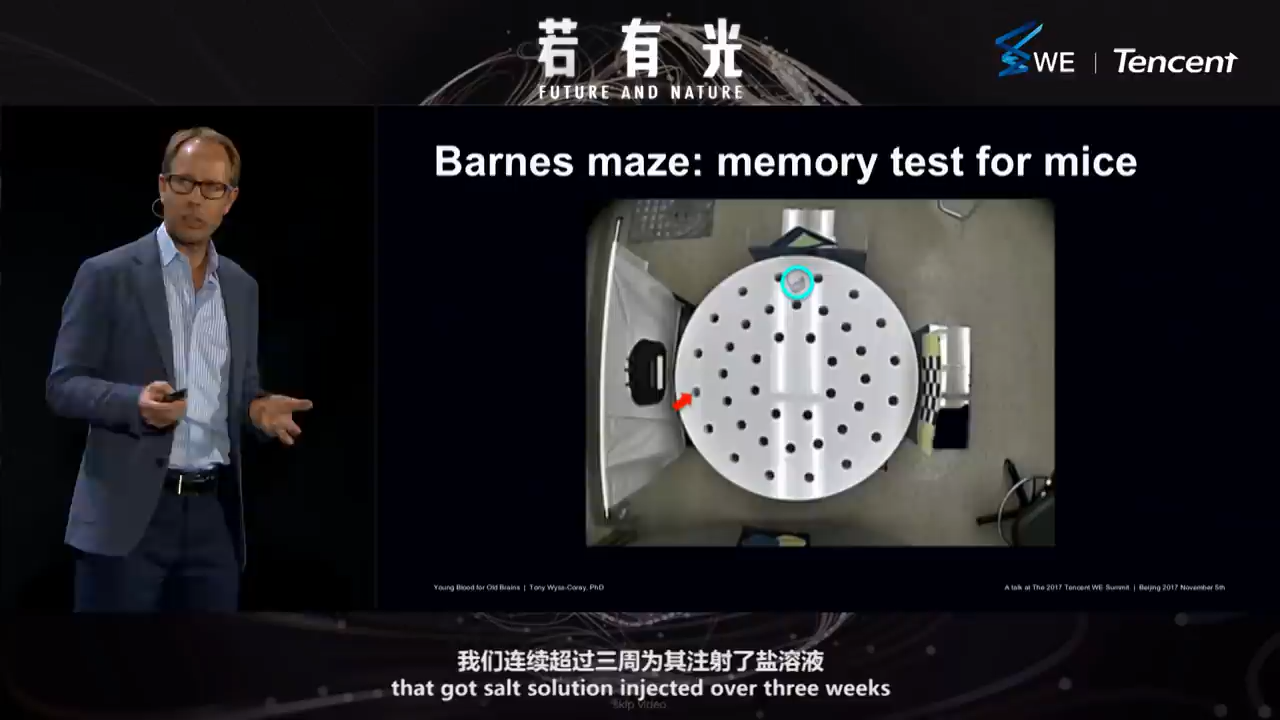 若有光
FUTURE AND NATURE
WE | Tencent
Barnes maze: memory test for mice
Young Blood for Old Brains | Tony Wyss-Coray, PhD
A talk at The 2017 Tencent WE Summit | Beijing 2017 November 5th
我们连续超过三周为其注射了盐溶液
that got salt solution injected over three weeks
Skip Video